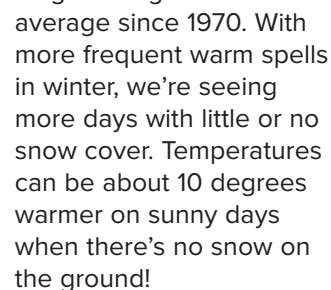 average since 1970. With
more frequent warm spells
in winter, we’re seeing
more days with little or no
snow cover. Temperatures
can be about 10 degrees
warmer on sunny days
when there’s no snow on
the ground!